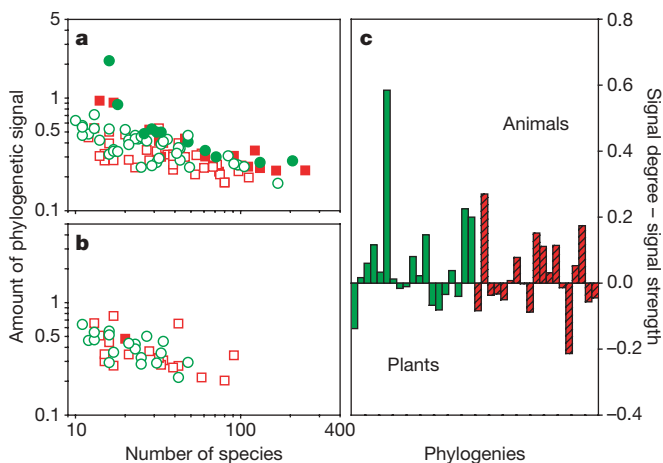 a
5
1
0.5
0.1
b
1
0.5
0.1
Amount of phylogenetic signal
10
100
400
Number of species
c
Animals
Plants
Phylogenies
0.8
0.6
0.4
0.2
0.0
−0.2
−0.4
Signal degree – signal strength